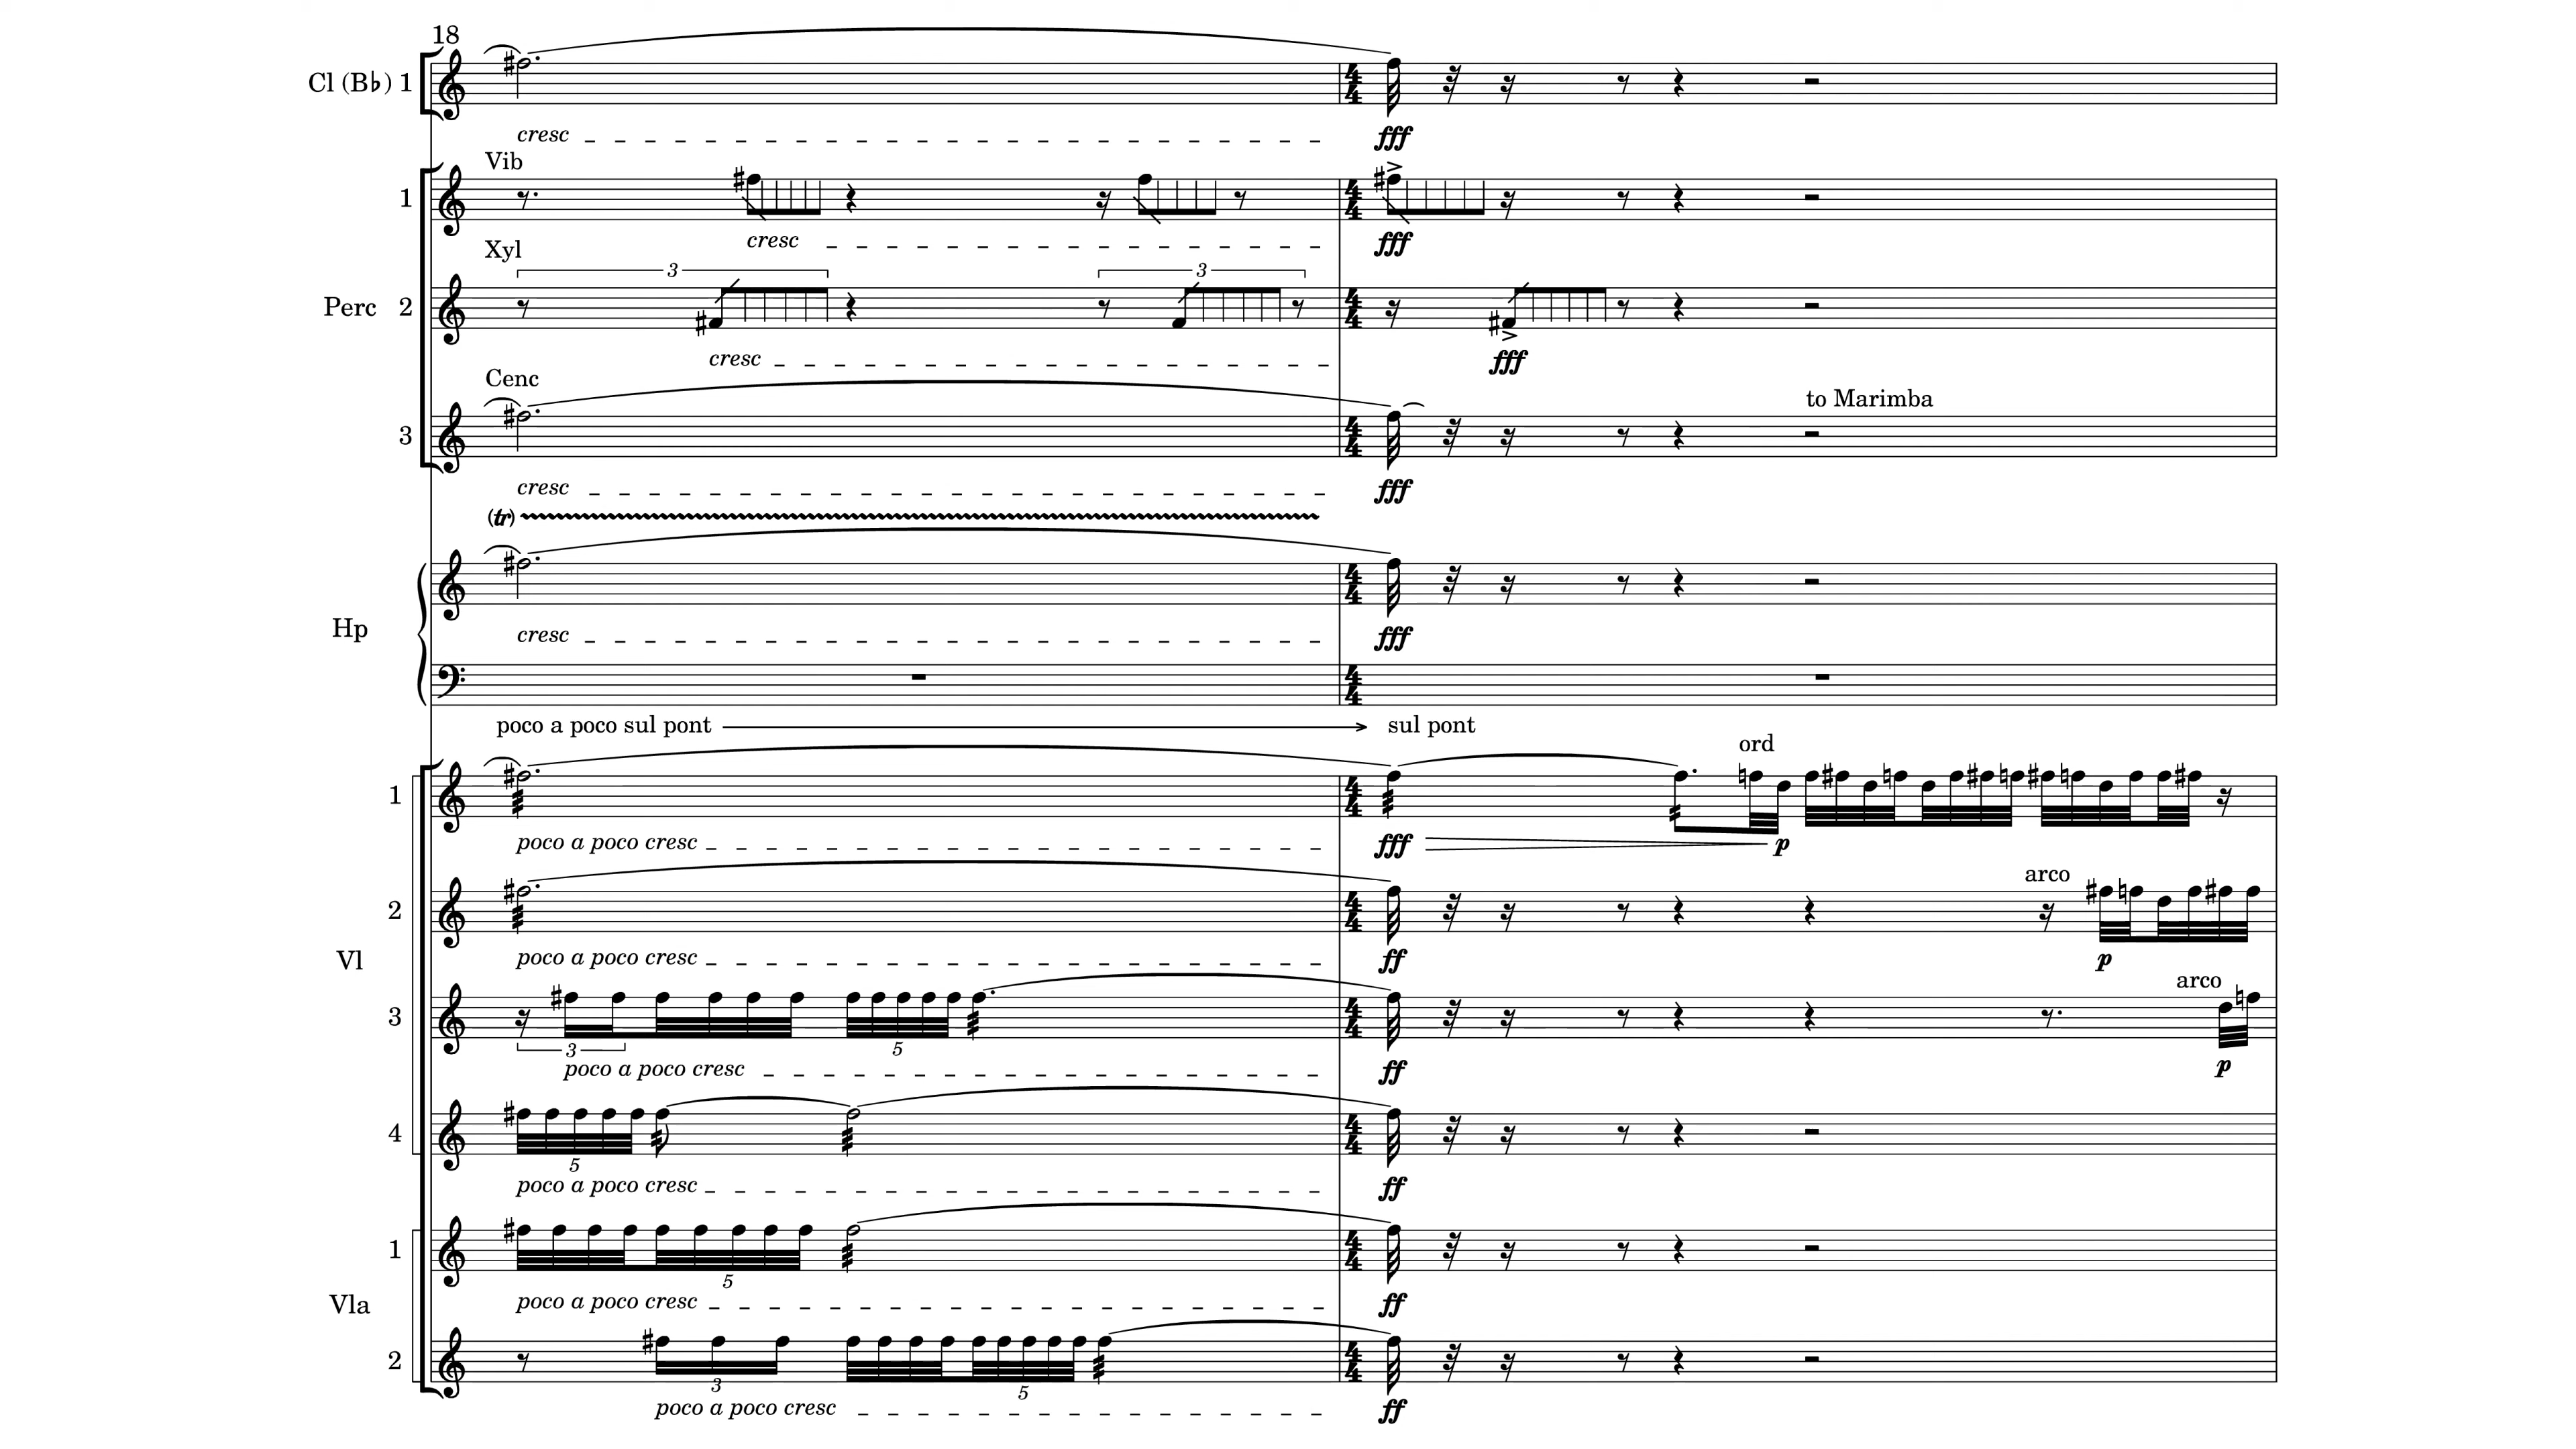 18
Cl (B♭) 1
cresc
fff
Vib
1
cresc
fff
Xyl
3
3
Perc 2
cresc
fff
Cenc
to Marimba
3
cresc
fff
(tr)
Hp
cresc
fff
poco a poco sul pont
sul pont
ord
1
poco a poco cresc
fff
p
arco
2
poco a poco cresc
ff
p
Vl
arco
3
3
5
poco a poco cresc
ff
p
4
5
poco a poco cresc
ff
1
5
poco a poco cresc
ff
Vla
2
3
5
poco a poco cresc
ff
4
4